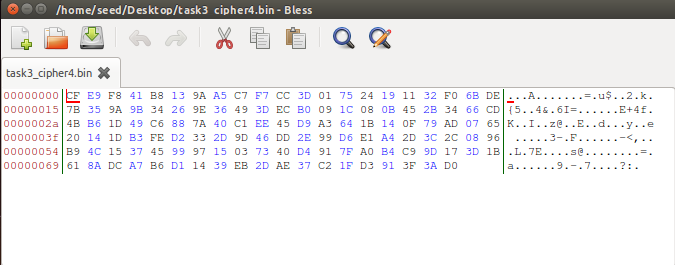 /home/seed/Desktop/task3_cipher4.bin - Bless
task3_cipher4.bin
00000000 CF E9 F8 41 B8 13 9A A5 C7 F7 CC 3D 01 75 24 19 11 32 F0 6B DE ...A.......=.u$..2.k.
00000015 7B 35 9A 9B 34 26 9E 36 49 3D EC B0 09 1C 08 0B 45 2B 34 66 CD {5..4&.6I=......E+4f.
0000002a 4B B6 1D 49 C6 88 7A 40 C1 EE 45 D9 A3 64 1B 14 0F 79 AD 07 65 K..I..z@..E..d...y..e
0000003f 20 14 1D B3 FE D2 33 2D 9D 46 DD 2E 99 D6 E1 A4 2D 3C 2C 08 96  .....3-.F......-<,..
00000054 B9 4C 15 37 45 99 97 15 03 73 40 D4 91 7F A0 B4 C9 9D 17 3D 1B .L.7E....s@........=.
00000069 61 8A DC A7 B6 D1 14 39 EB 2D AE 37 C2 1F D3 91 3F 3A D0 a......9.-.7....?:.